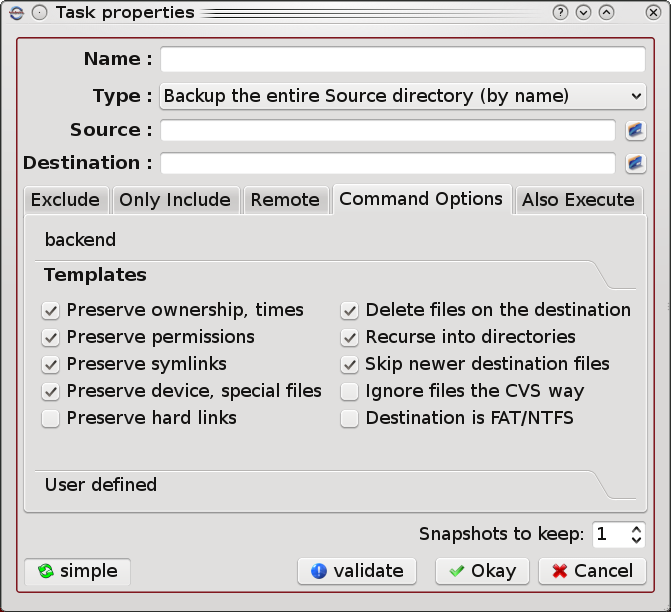 Task properties
Name :
Type : Backup the entire Source directory (by name)
Source :
Destination :
Exclude Only Include Remote Command Options Also Execute
backend
Templates
Preserve ownership, times Delete files on the destination
Preserve permissions Recurse into directories
Preserve symlinks Skip newer destination files
Preserve device, special files Ignore files the CVS way
Preserve hard links Destination is FAT/NTFS
User defined
Snapshots to keep: 1
simple validate Okay Cancel